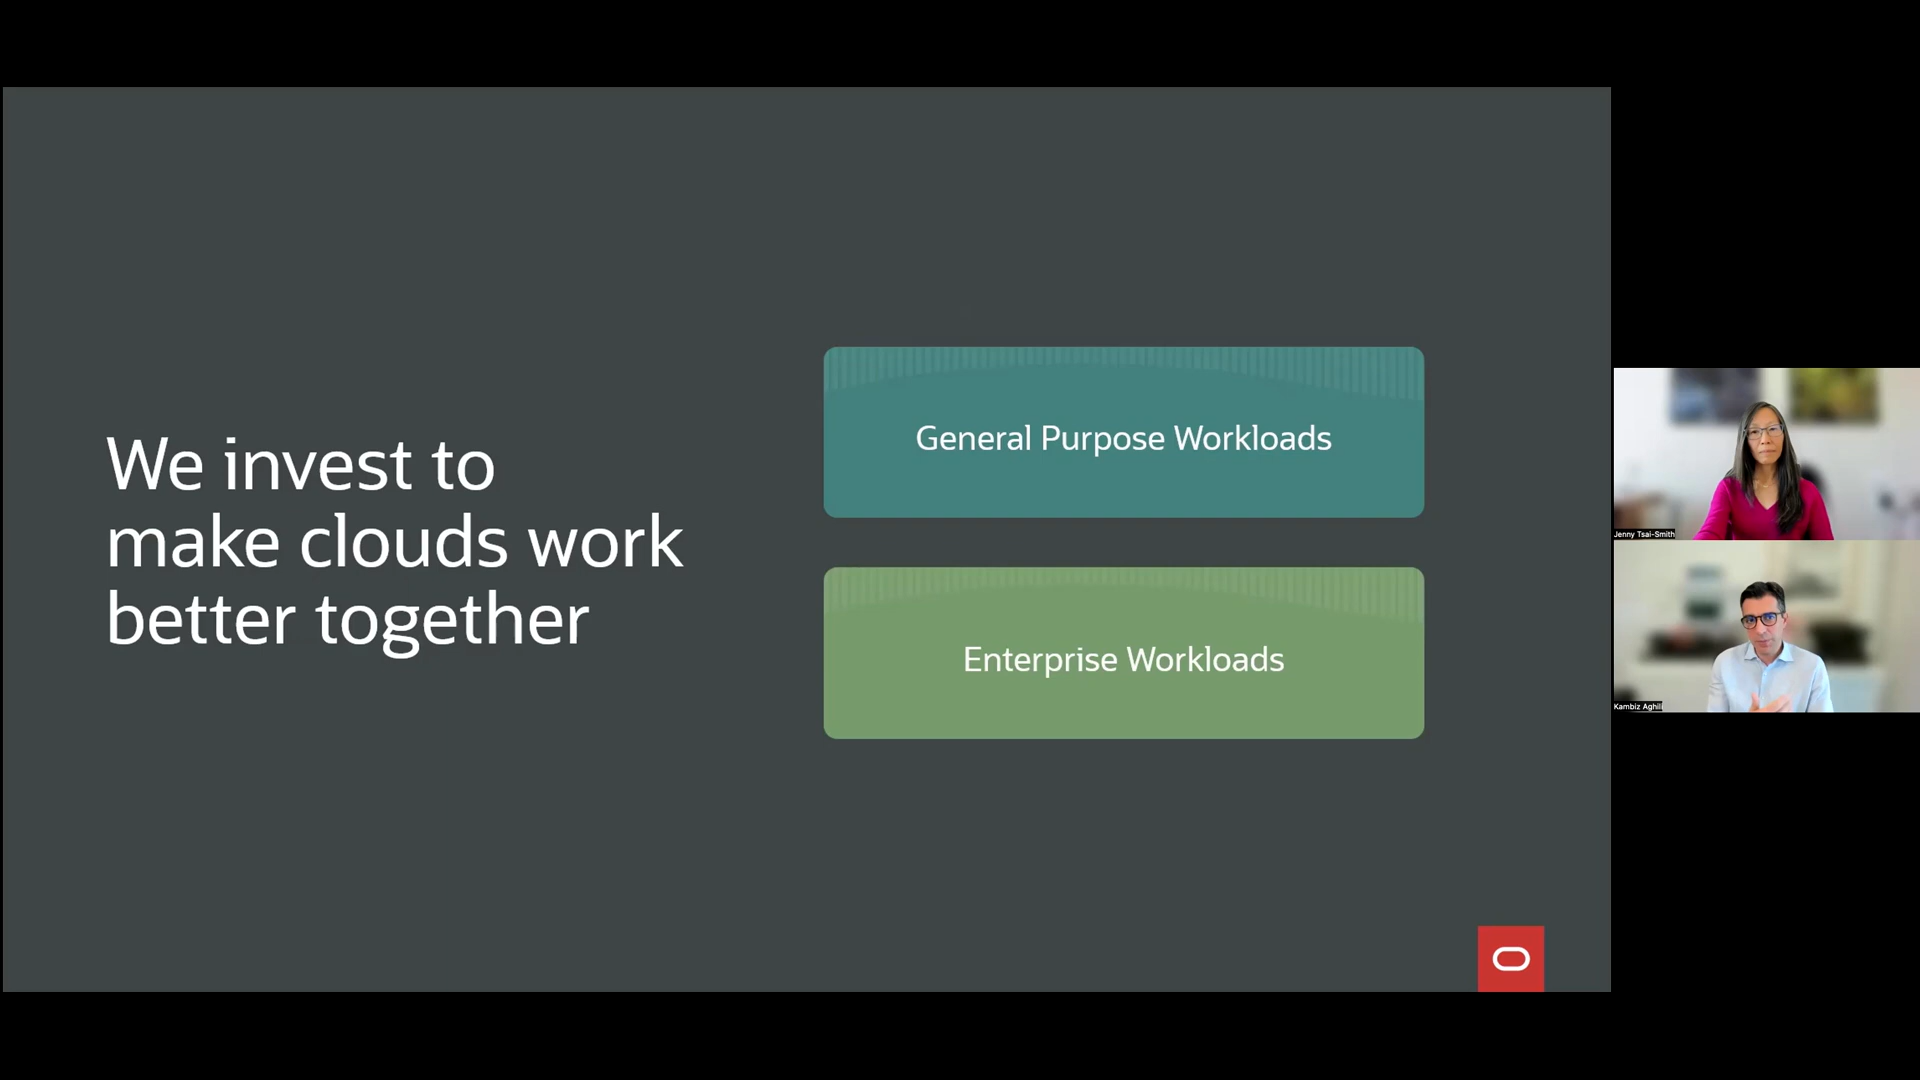 We invest to
make clouds work
better together
General Purpose Workloads
Enterprise Workloads
Jenny Tsai-Smith
Kambiz Aghili